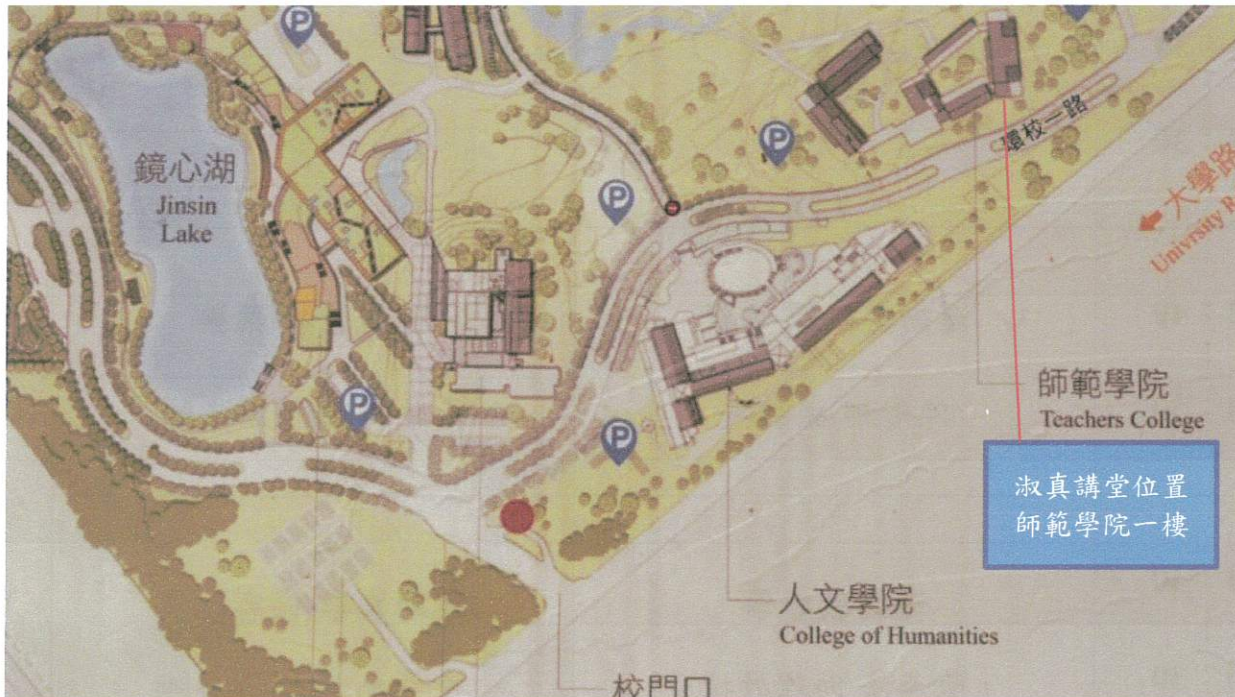 鏡心湖
Jinsin
Lake
P
P
P
P
P
環校一路
大學路
University R
師範學院
Teachers College
淑真講堂位置
師範學院一樓
人文學院
College of Humanities
校門口